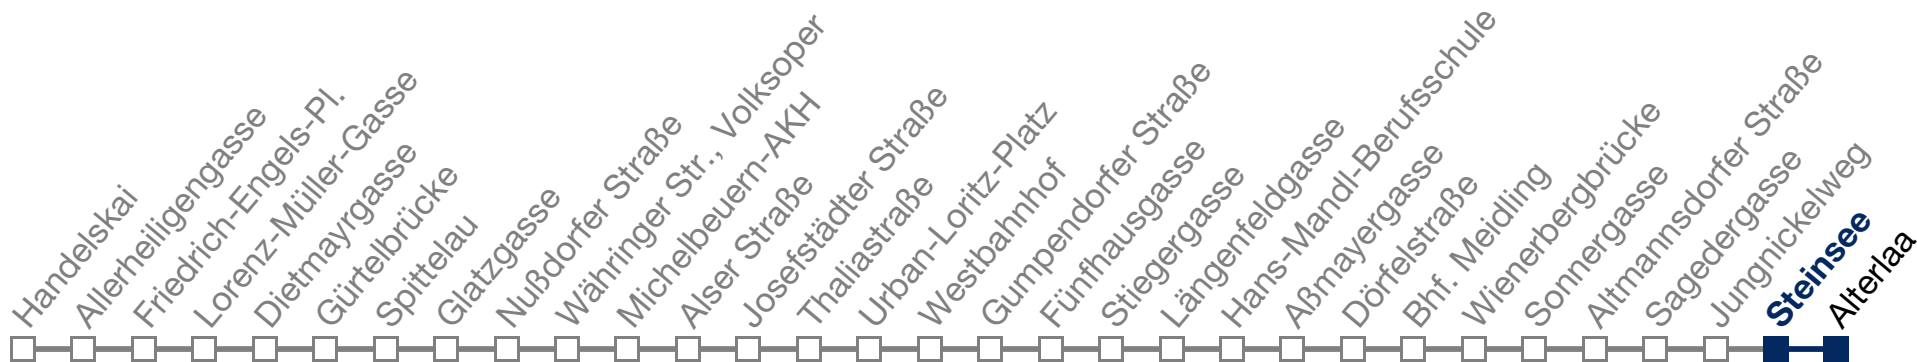 Handelskai
Allerheiligengasse
Friedrich-Engels-Pl.
Lorenz-Müller-Gasse
Dietmayrgasse
Gürtelbrücke
Spittelau
Glatzgasse
Nußdorfer Straße
Währinger Str., Volksoper
Michelbeuern-AKH
Alser Straße
Josefstädter Straße
Thaliastraße
Urban-Loritz-Platz
Westbahnhof
Gumpendorfer Straße
Fünfhausgasse
Stiegergasse
Längenfeldgasse
Hans-Mandl-Berufsschule
Aßmayergasse
Dörfelstraße
Bhf. Meidling
Wienerbergbrücke
Sonnergasse
Altmannsdorfer Straße
Sagedergasse
Jungnickelweg
Steinsee
Alterlaa